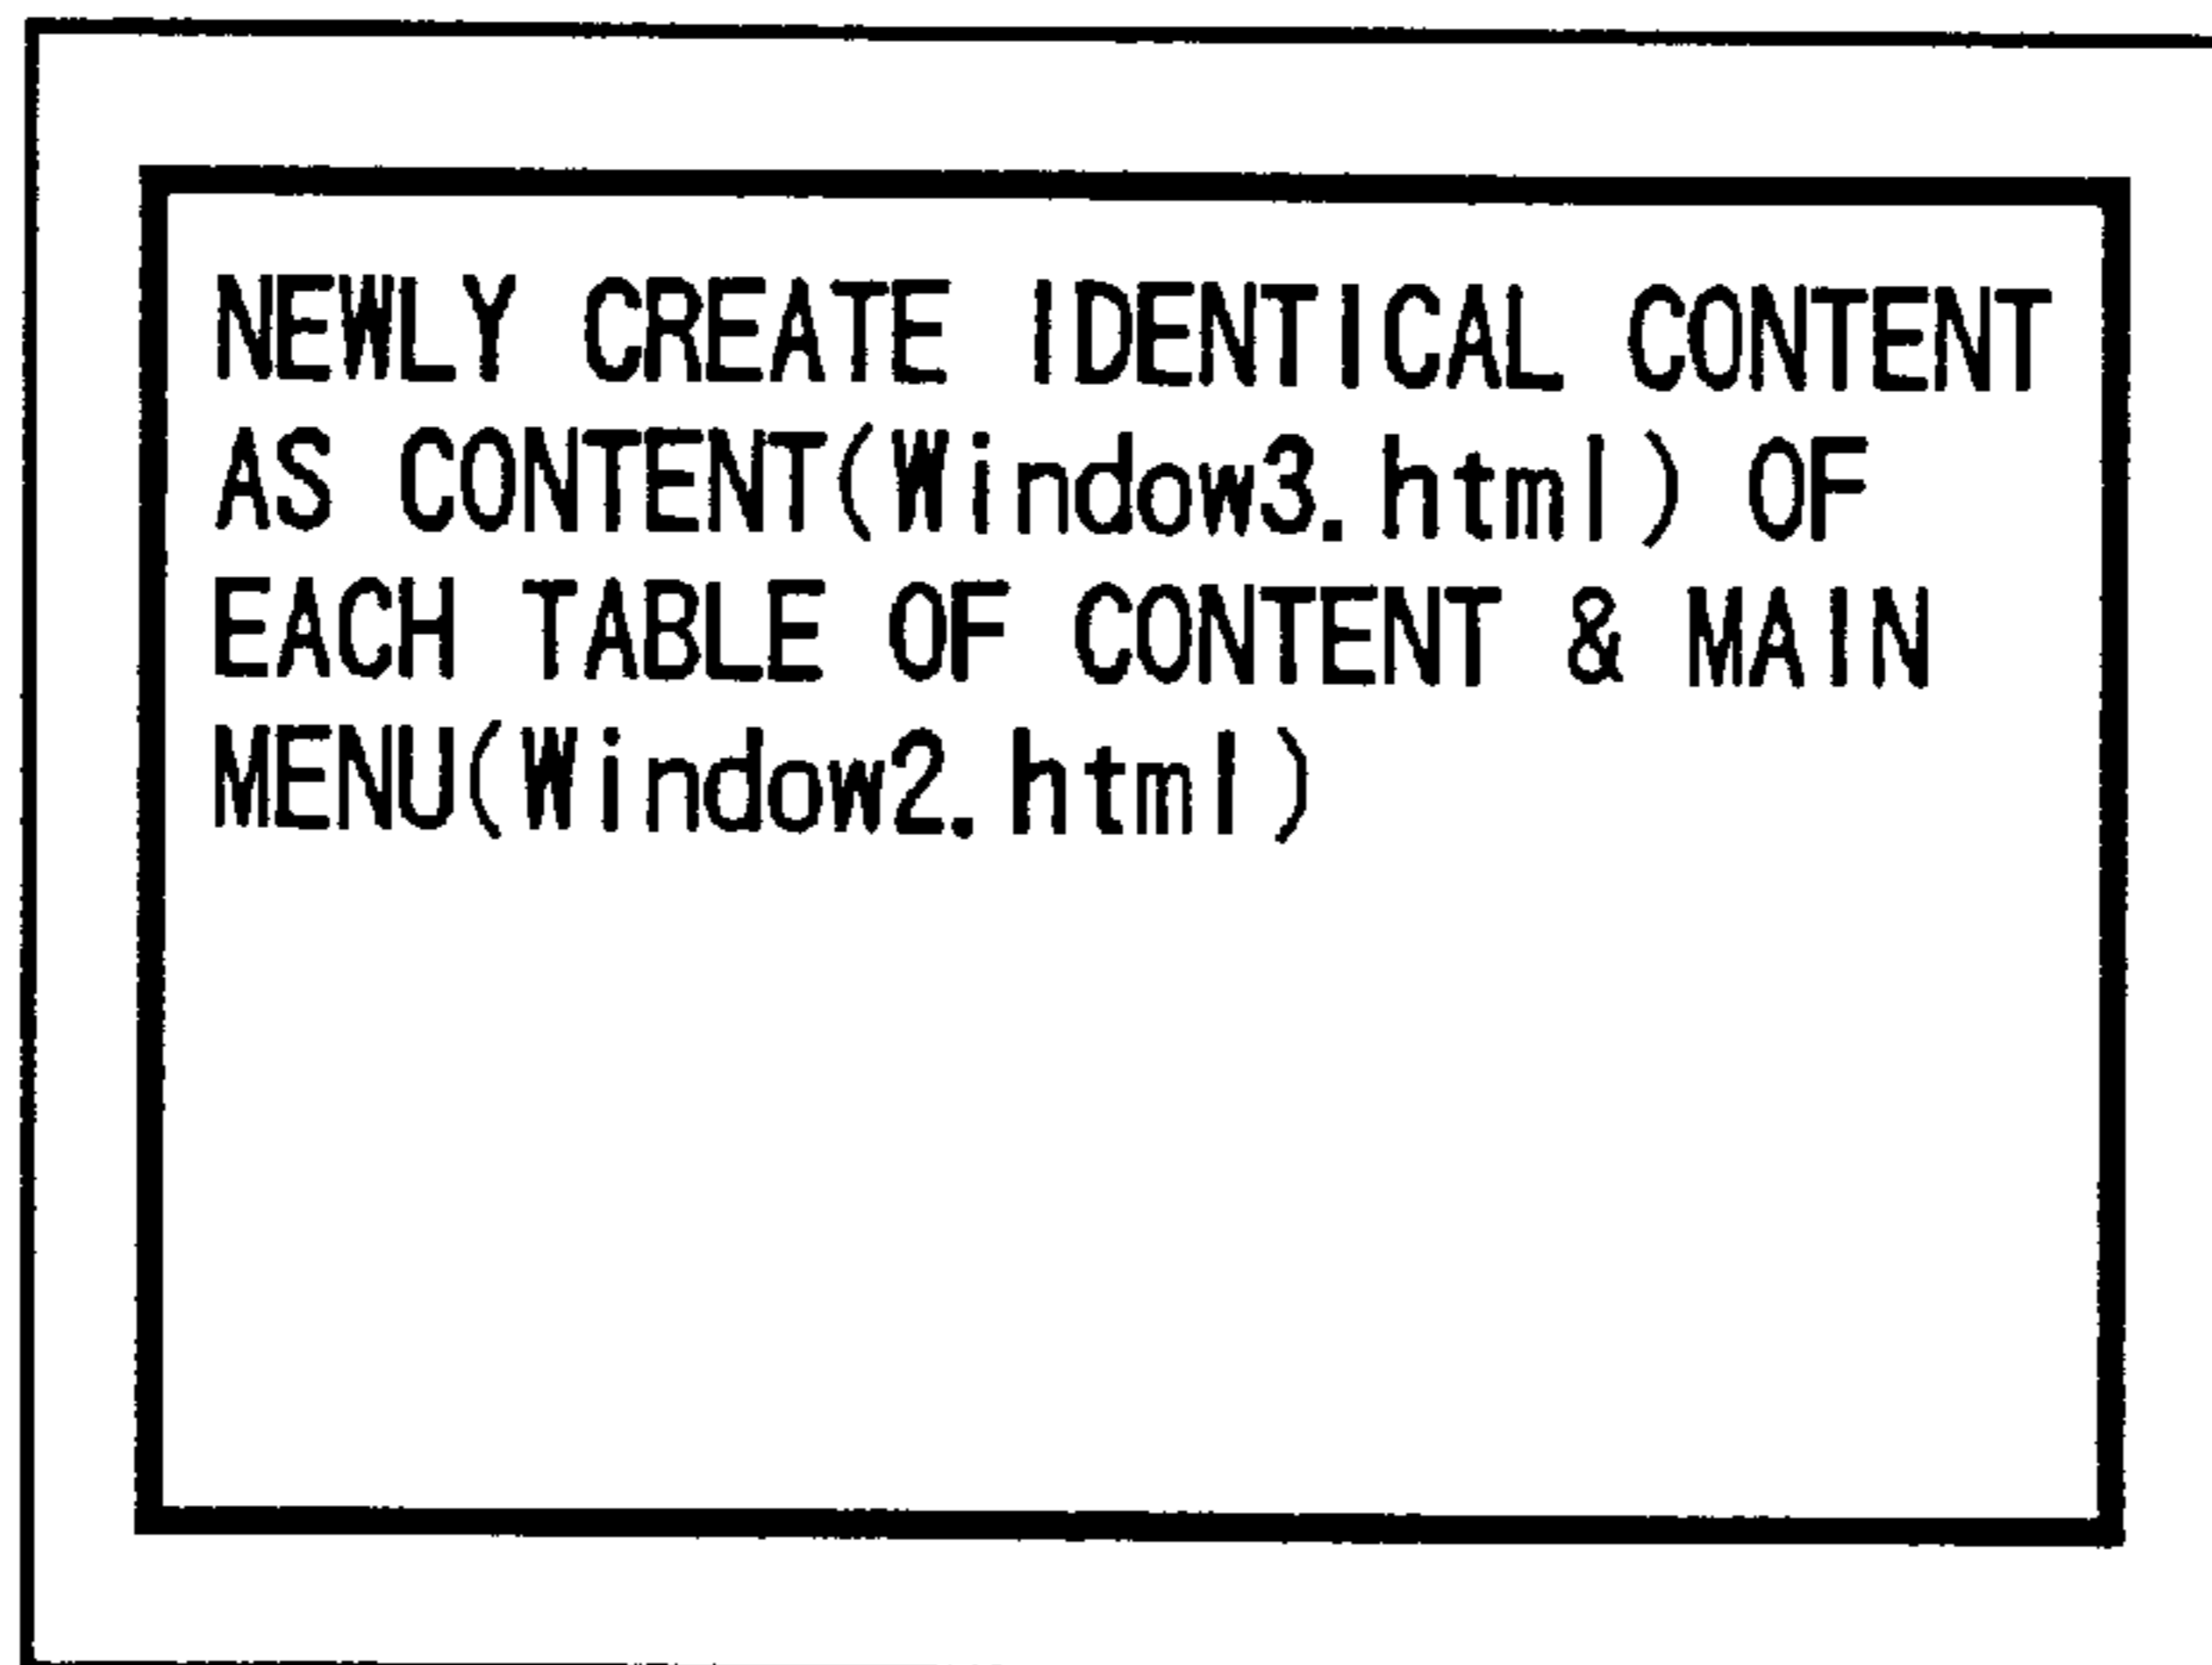 NEWLY CREATE IDENTICAL CONTENT
AS CONTENT(Window3.html) OF
EACH TABLE OF CONTENT & MAIN
MENU(Window2.html)